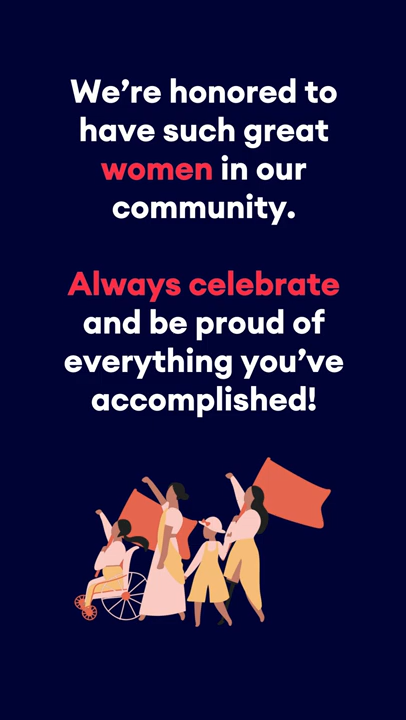 We’re honored to
have such great
women in our
community.
Always celebrate
and be proud of
everything you’ve
accomplished!